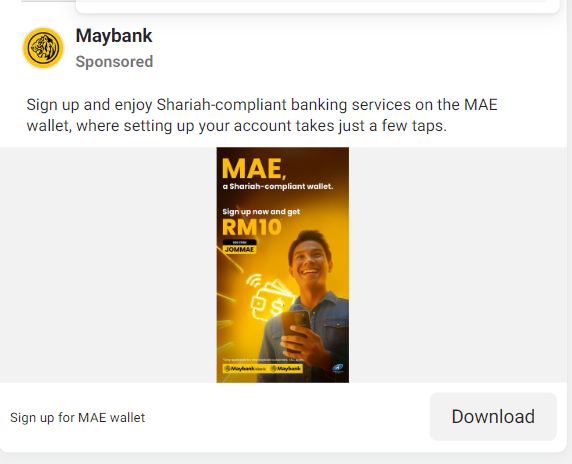 Maybank
Sponsored
Sign up and enjoy Shariah-compliant banking services on the MAE
wallet, where setting up your account takes just a few taps.
MAE,
a Shariah-compliant wallet.
Sign up now and get
RM10
JOMMAE
Maybank Maybank
Sign up for MAE wallet
Download